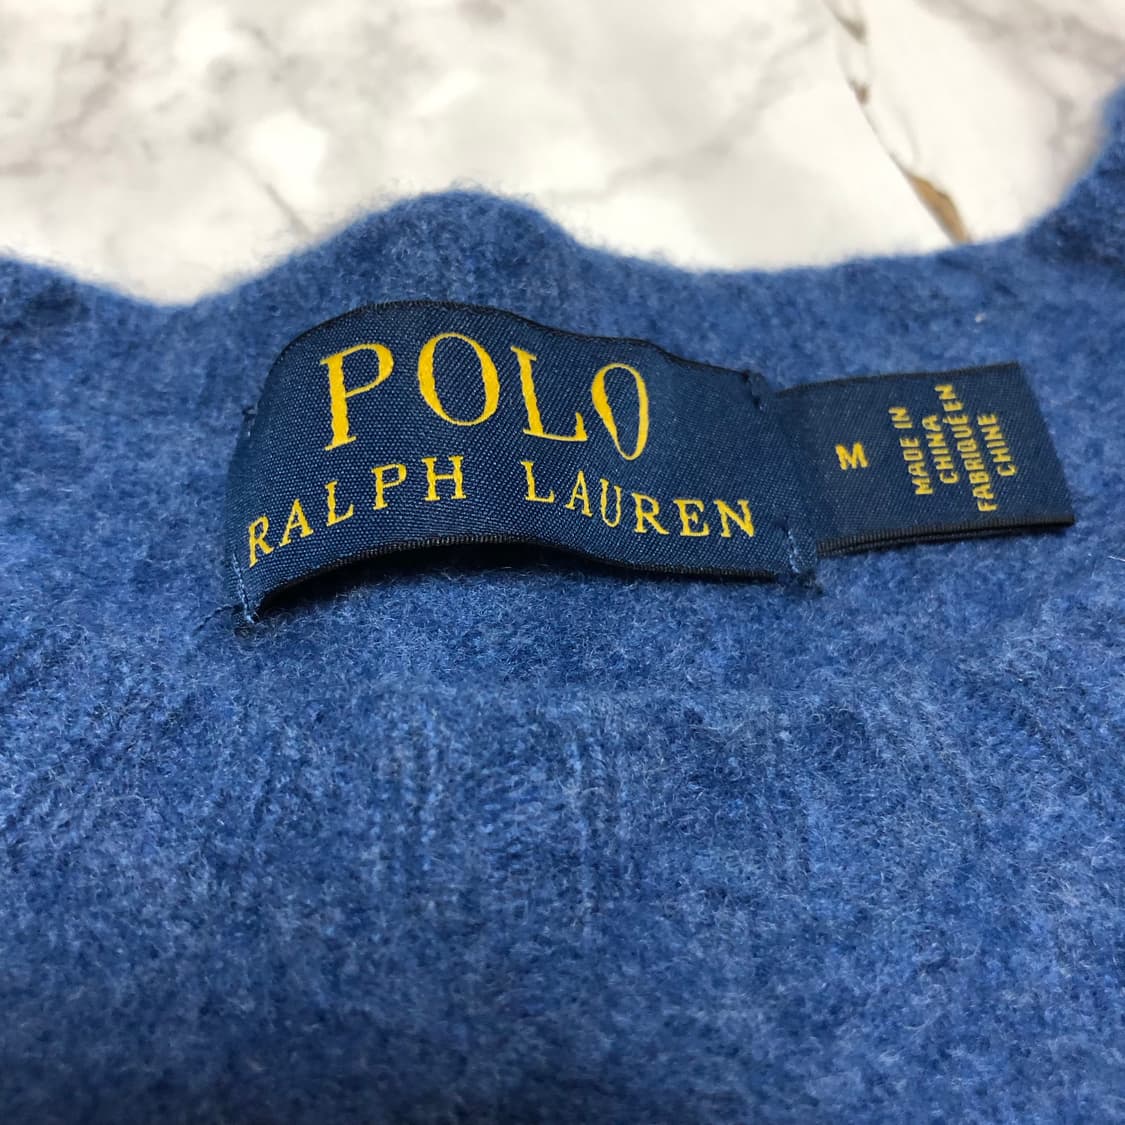 POLO
RALPH LAUREN
M
MADE IN
CHINA
FABRIQUÉ EN
CHINE